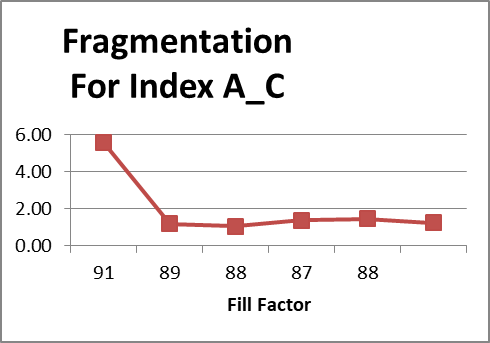 Fragmentation
For Index A_C
6.00
4.00
2.00
0.00
91 89 88 87 88
Fill Factor